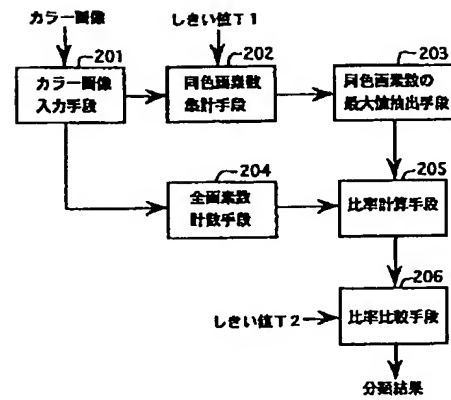 カラー画像
しきい値T1
201
202
203
カラー画像
入力手段
同色画素数
集計手段
同色画素数の
最大値抽出手段
204
205
全画素数
計数手段
比率計算手段
206
しきい値T2
比率比較手段
分類結果